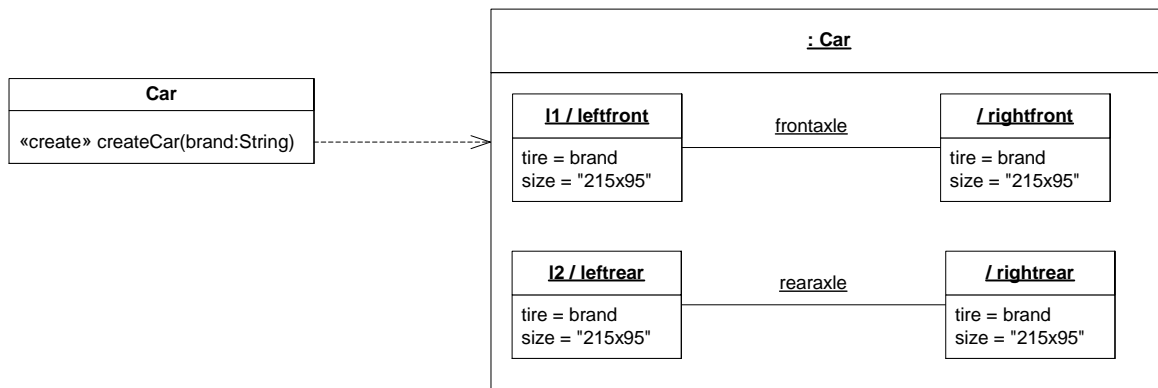 Car
«create» createCar(brand:String)
: Car
l1 / leftfront
tire = brand
size = "215x95"
frontaxle
/ rightfront
tire = brand
size = "215x95"
l2 / leftrear
tire = brand
size = "215x95"
rearaxle
/ rightrear
tire = brand
size = "215x95"